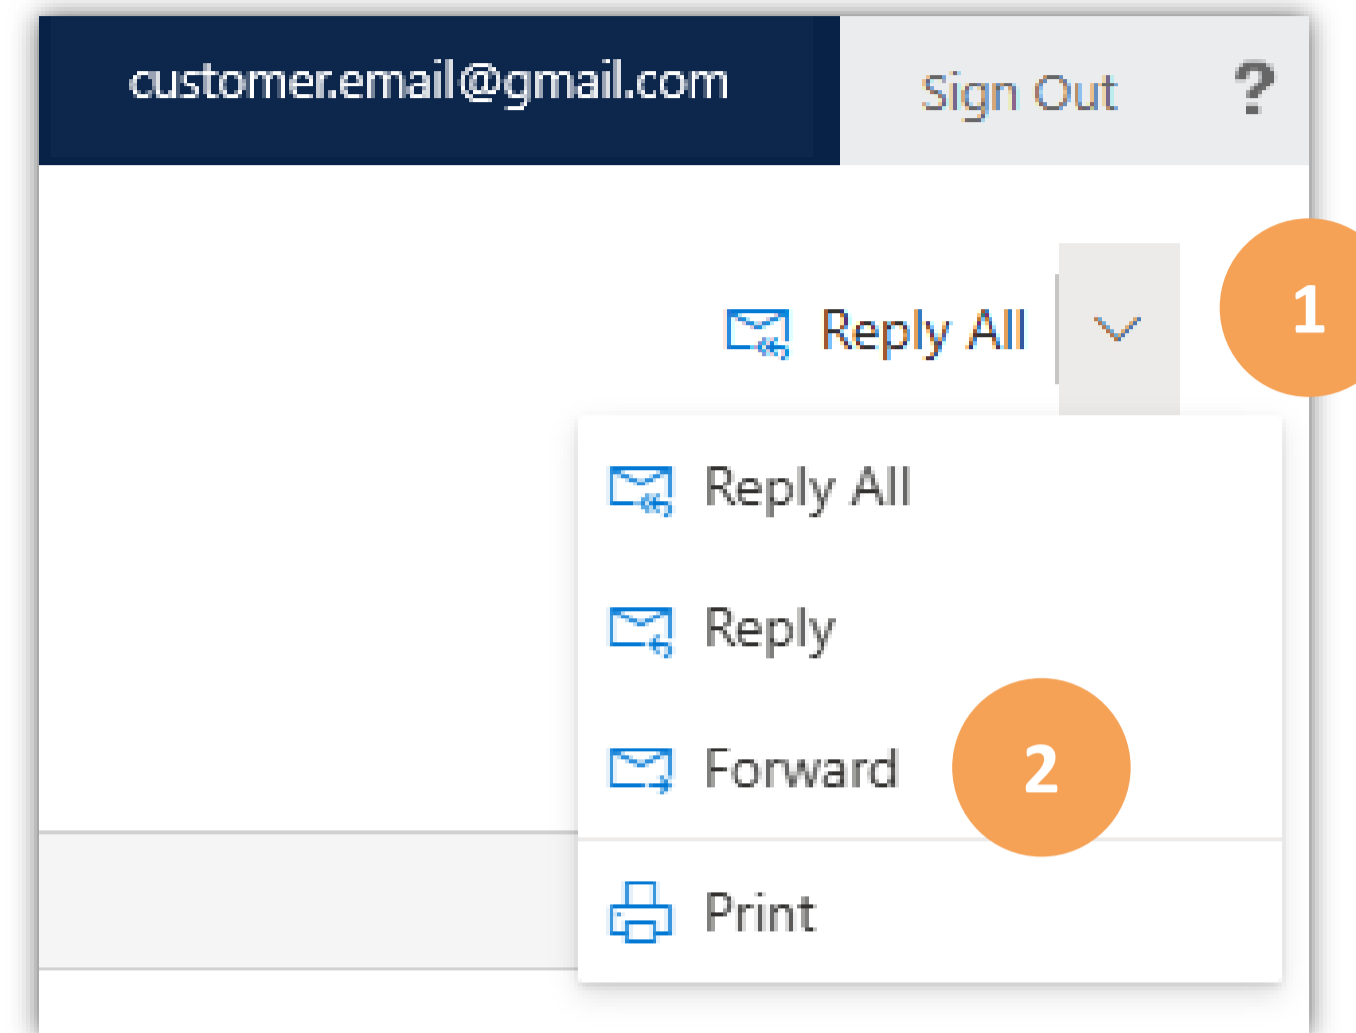 customer.email@gmail.com Sign Out ?
Reply All 1
Reply All
Reply
Forward 2
Print